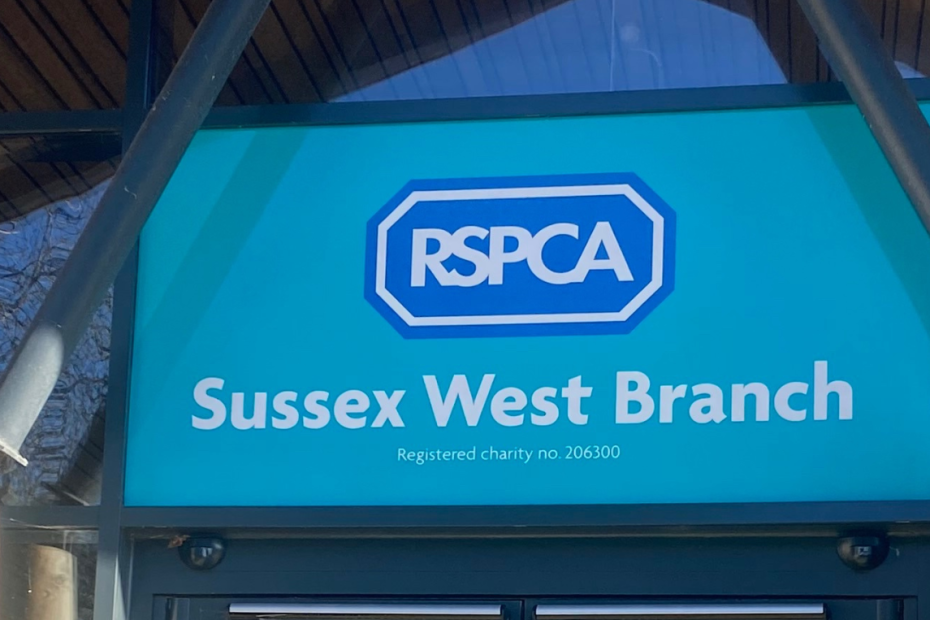 RSPCA
Sussex West Branch
Registered charity no. 206300